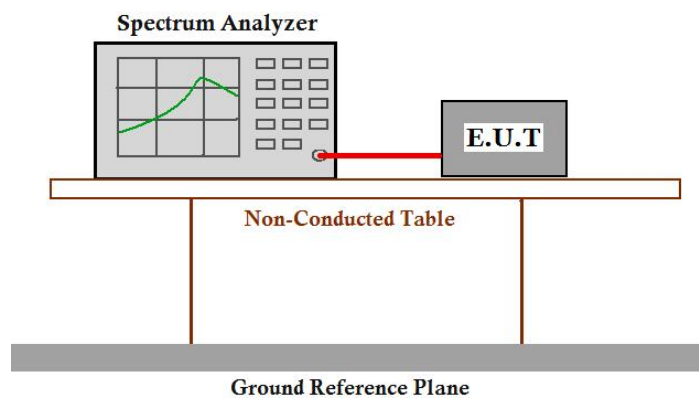 Spectrum Analyzer
E.U.T
Non-Conducted Table
Ground Reference Plane